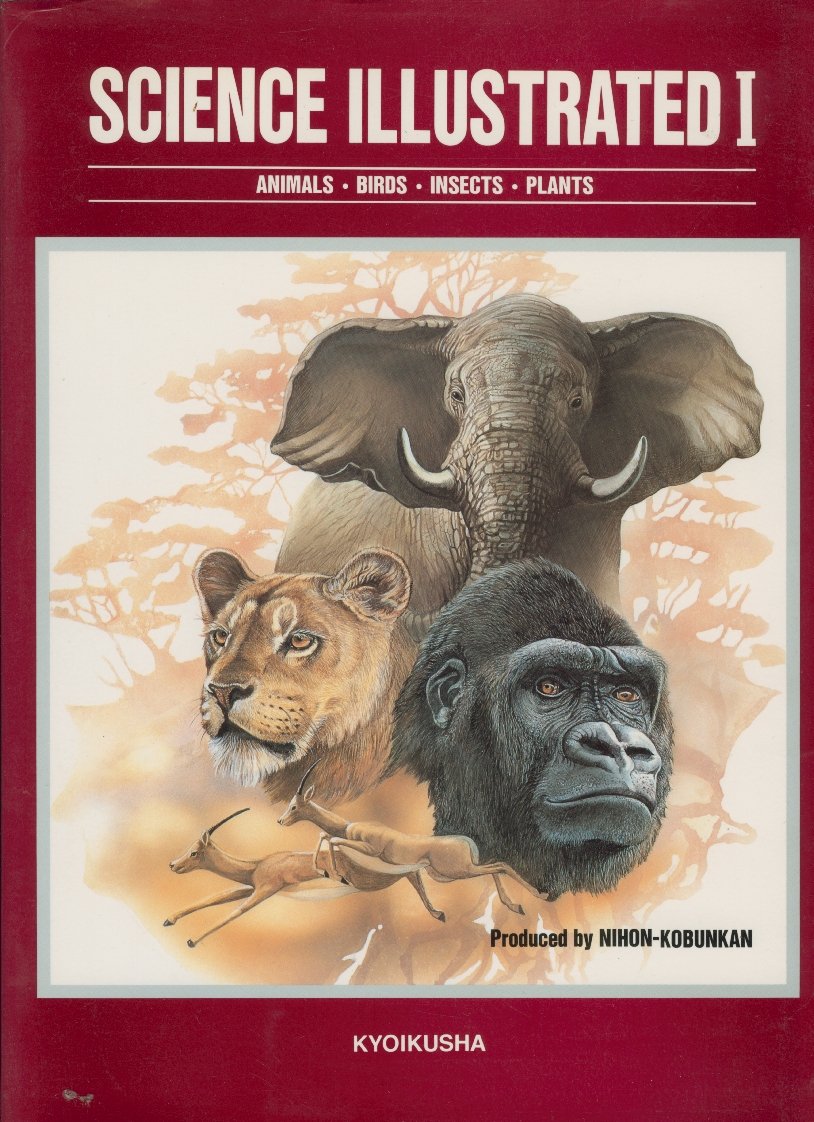 SCIENCE ILLUSTRATED I
ANIMALS · BIRDS · INSECTS · PLANTS
Produced by NIHON-KOBUNKAN
KYOIKUSHA